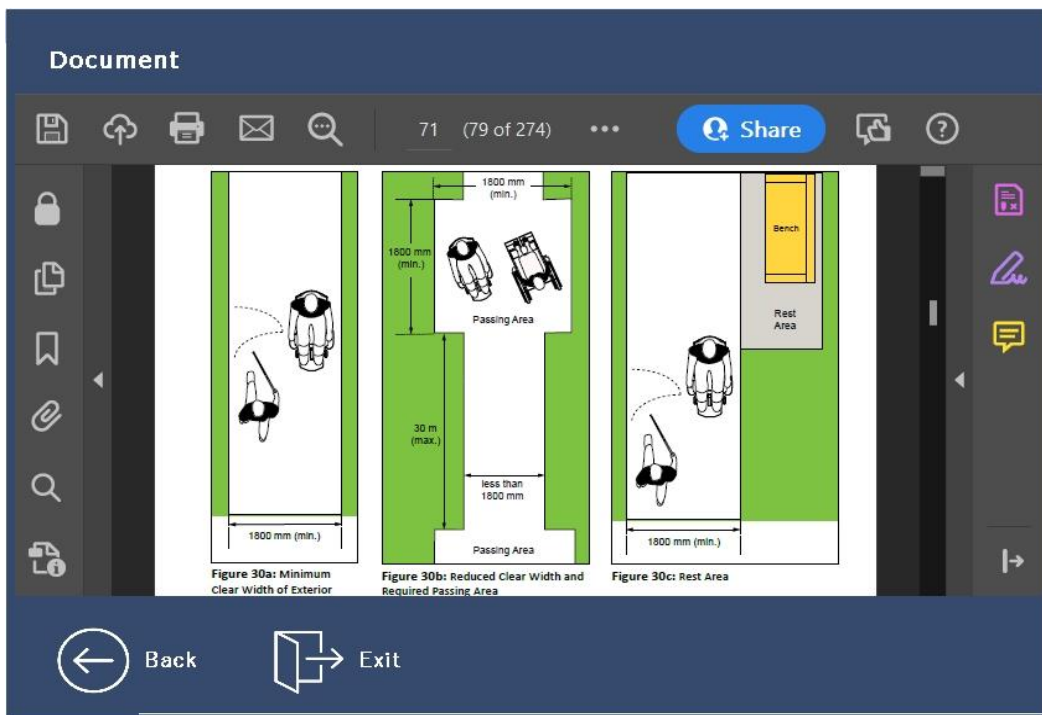 Document
71 (79 of 274)
Share
1800 mm
(min.)
1800 mm
(min.)
Passing Area
30 m
(max.)
less than
1800 mm
Passing Area
1800 mm (min.)
Figure 30a: Minimum
Clear Width of Exterior
Figure 30b: Reduced Clear Width and
Required Passing Area
Bench
Rest
Area
1800 mm (min.)
Figure 30c: Rest Area
Back
Exit